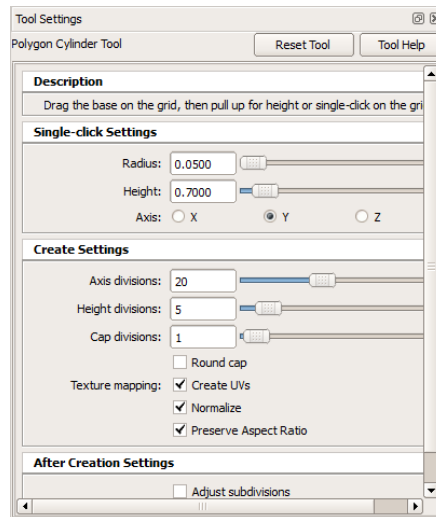 Tool Settings
Polygon Cylinder Tool Reset Tool Tool Help
Description
Drag the base on the grid, then pull up for height or single-click on the gri
Single-click Settings
Radius: 0.0500
Height: 0.7000
Axis: X Y Z
Create Settings
Axis divisions: 20
Height divisions: 5
Cap divisions: 1
Round cap
Texture mapping: Create UVs
Normalize
Preserve Aspect Ratio
After Creation Settings
Adjust subdivisions